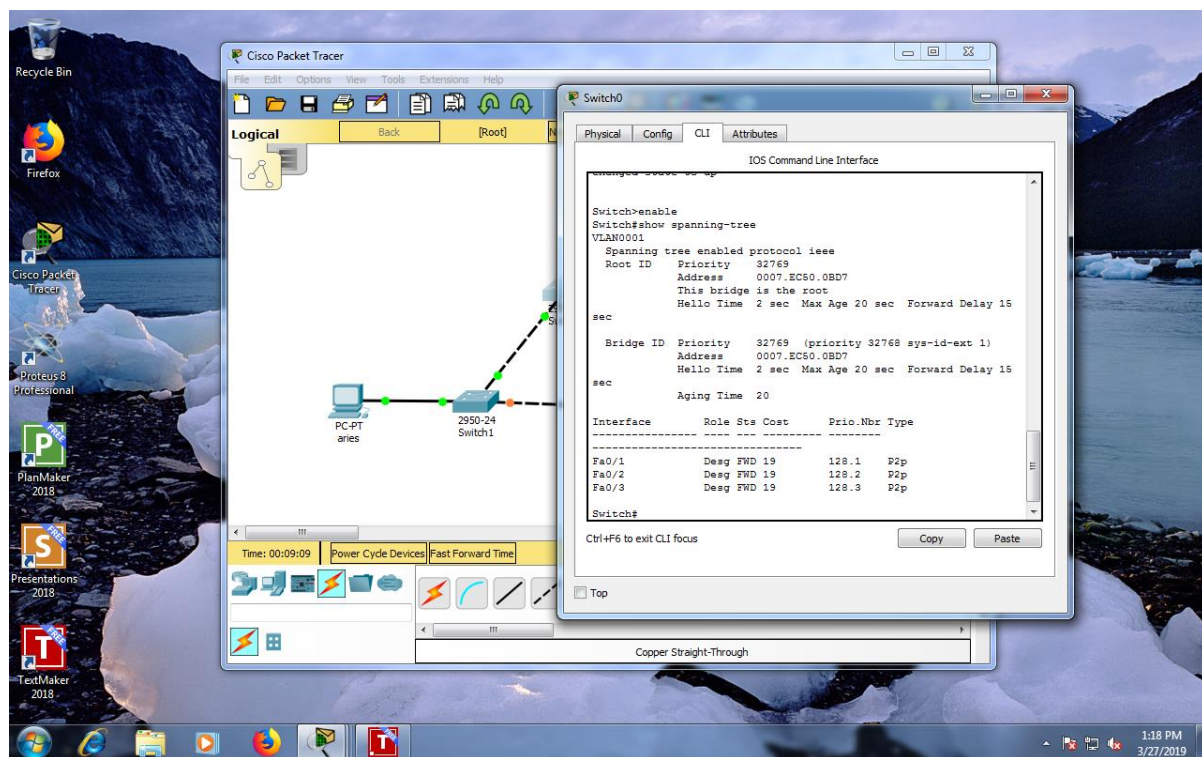 Recycle Bin
Firefox
Cisco Packet
Tracer
Proteus 8
Professional
FREE
PlanMaker
2018
FREE
Presentations
2018
FREE
TextMaker
2018
Cisco Packet Tracer
File Edit Options View Tools Extensions Help
Logical Back [Root] N
PC-PT
aries
2950-24
Switch1
Time: 00:09:09 Power Cycle Devices Fast Forward Time
Copper Straight-Through
Switch0
Physical Config CLI Attributes
IOS Command Line Interface
changed state to up
Switch>enable
Switch#show spanning-tree
VLAN0001
Spanning tree enabled protocol ieee
Root ID Priority 32769
Address 0007.EC50.0BD7
This bridge is the root
Hello Time 2 sec Max Age 20 sec Forward Delay 15
sec
Bridge ID Priority 32769 (priority 32768 sys-id-ext 1)
Address 0007.EC50.0BD7
Hello Time 2 sec Max Age 20 sec Forward Delay 15
sec
Aging Time 20
Interface Role Sts Cost Prio.Nbr Type
---------------- ---- --- --------- --------
--------------------------------
Fa0/1 Desg FWD 19 128.1 P2p
Fa0/2 Desg FWD 19 128.2 P2p
Fa0/3 Desg FWD 19 128.3 P2p
Switch#
Ctrl+F6 to exit CLI focus
Copy Paste
Top
1:18 PM
3/27/2019